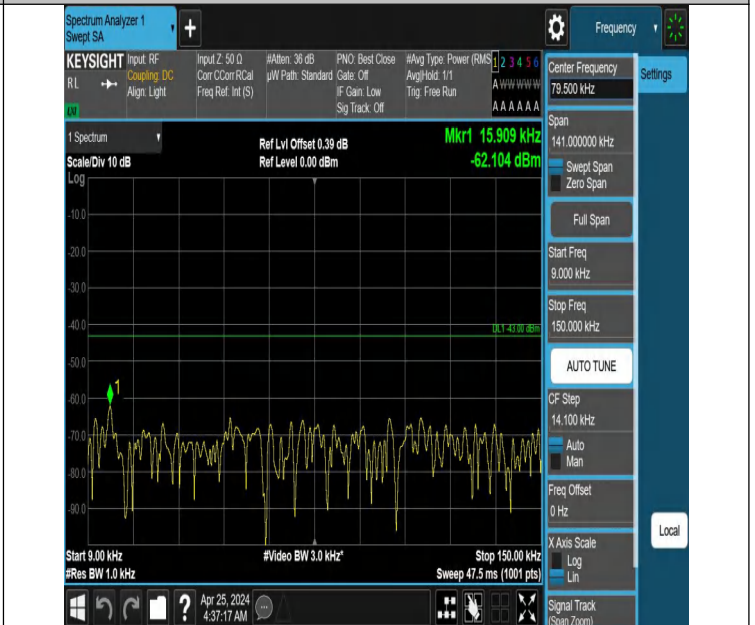 Spectrum Analyzer 1
Swept SA
+
Frequency
KEYSIGHT
RL
LXI
Input: RF
Coupling: DC
Align: Light
Input Z: 50 Ω
Corr CCorr RCal
Freq Ref: Int (S)
#Atten: 36 dB
µW Path: Standard
PNO: Best Close
Gate: Off
IF Gain: Low
Sig Track: Off
#Avg Type: Power (RMS
Avg|Hold: 1/1
Trig: Free Run
1 2 3 4 5 6
A W W W W W
A A A A A A
1 Spectrum
Scale/Div 10 dB
Log
Ref Lvl Offset 0.39 dB
Ref Level 0.00 dBm
Mkr1 15.909 kHz
-62.104 dBm
-10.0
-20.0
-30.0
-40.0
DL1 -43.00 dBm
-50.0
-60.0
1
-70.0
-80.0
-90.0
Start 9.00 kHz
#Res BW 1.0 kHz
#Video BW 3.0 kHz*
Stop 150.00 kHz
Sweep 47.5 ms (1001 pts)
Center Frequency
79.500 kHz
Settings
Span
141.000000 kHz
Swept Span
Zero Span
Full Span
Start Freq
9.000 kHz
Stop Freq
150.000 kHz
AUTO TUNE
CF Step
14.100 kHz
Auto
Man
Freq Offset
0 Hz
X Axis Scale
Log
Lin
Local
Signal Track
(Span Zoom)
?
Apr 25, 2024
4:37:17 AM